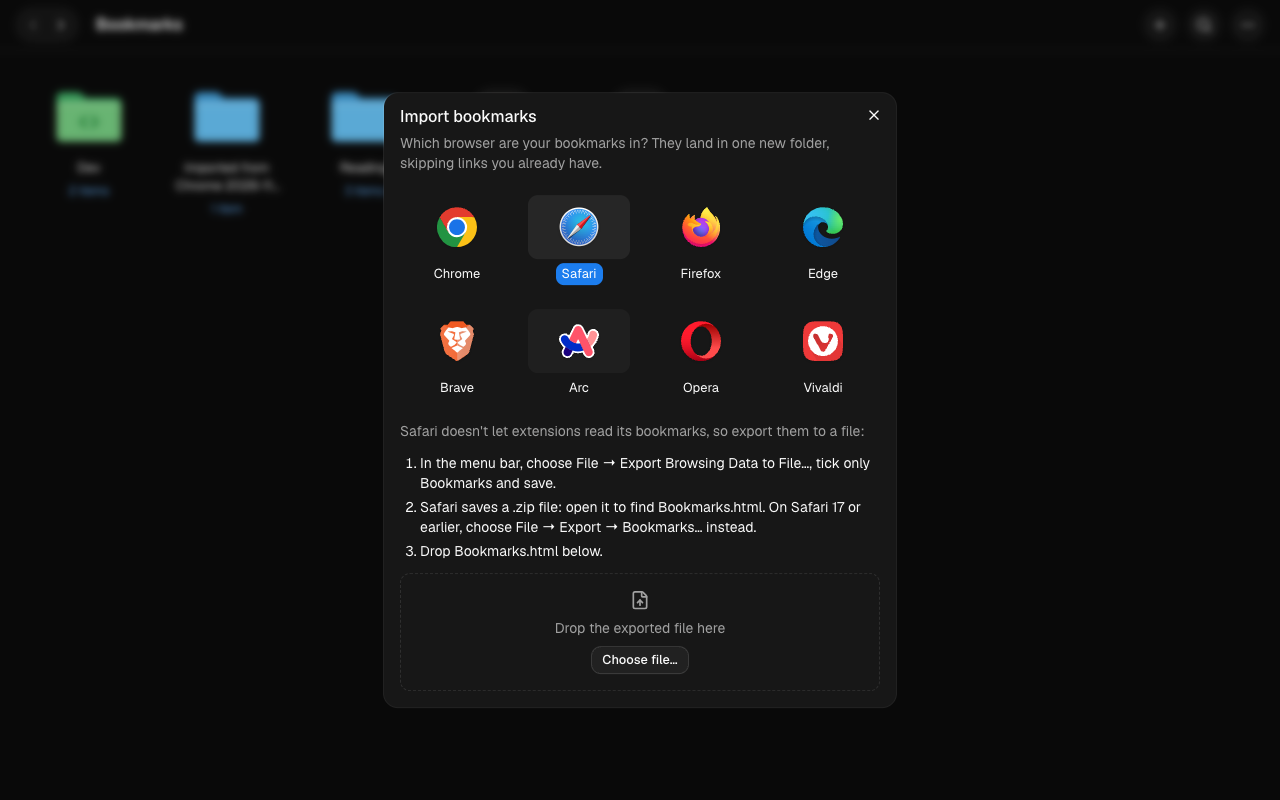 Bookmarks
Import bookmarks
Which browser are your bookmarks in? They land in one new folder,
skipping links you already have.
Chrome
Safari
Firefox
Edge
Brave
Arc
Opera
Vivaldi
Safari doesn't let extensions read its bookmarks, so export them to a file:
1. In the menu bar, choose File → Export Browsing Data to File..., tick only
Bookmarks and save.
2. Safari saves a .zip file: open it to find Bookmarks.html. On Safari 17 or
earlier, choose File → Export → Bookmarks... instead.
3. Drop Bookmarks.html below.
Drop the exported file here
Choose file...